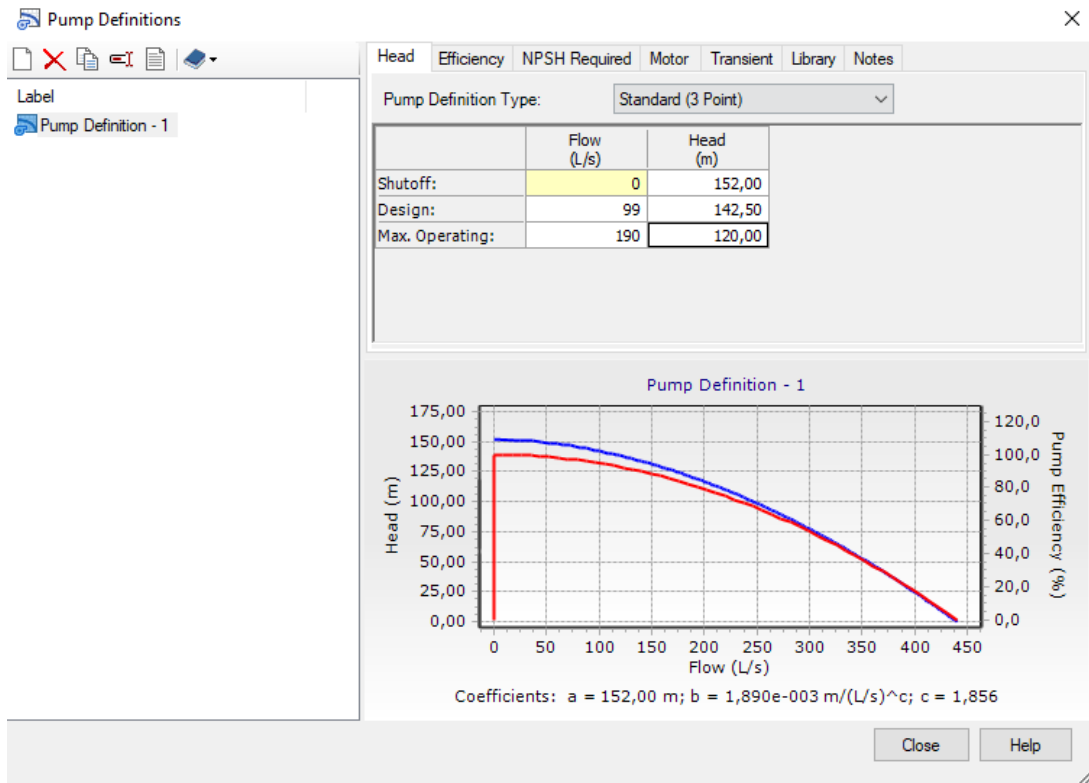 Pump Definitions
Label
Pump Definition - 1
Head Efficiency NPSH Required Motor Transient Library Notes
Pump Definition Type: Standard (3 Point)
Flow (L/s) Head (m)
Shutoff: 0 152,00
Design: 99 142,50
Max. Operating: 190 120,00
Pump Definition - 1
175,00
150,00
125,00
100,00
75,00
50,00
25,00
0,00
Head (m)
120,0
100,0
80,0
60,0
40,0
20,0
0,0
Pump Efficiency (%)
0 50 100 150 200 250 300 350 400 450
Flow (L/s)
Coefficients: a = 152,00 m; b = 1,890e-003 m/(L/s)^c; c = 1,856
Close Help